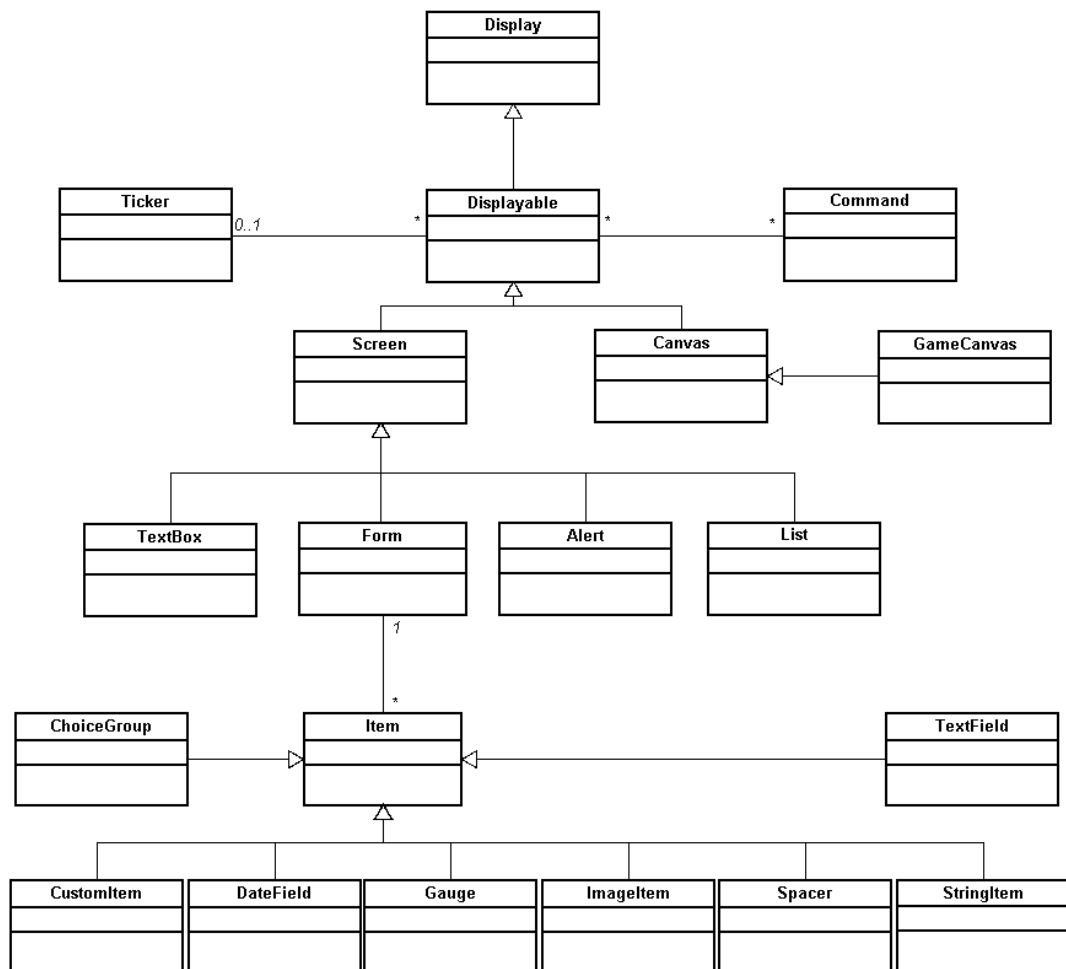 Display
Ticker
Displayable
Command
0..1
*
*
*
Screen
Canvas
GameCanvas
TextBox
Form
Alert
List
1
*
ChoiceGroup
Item
TextField
CustomItem
DateField
Gauge
ImageItem
Spacer
StringItem